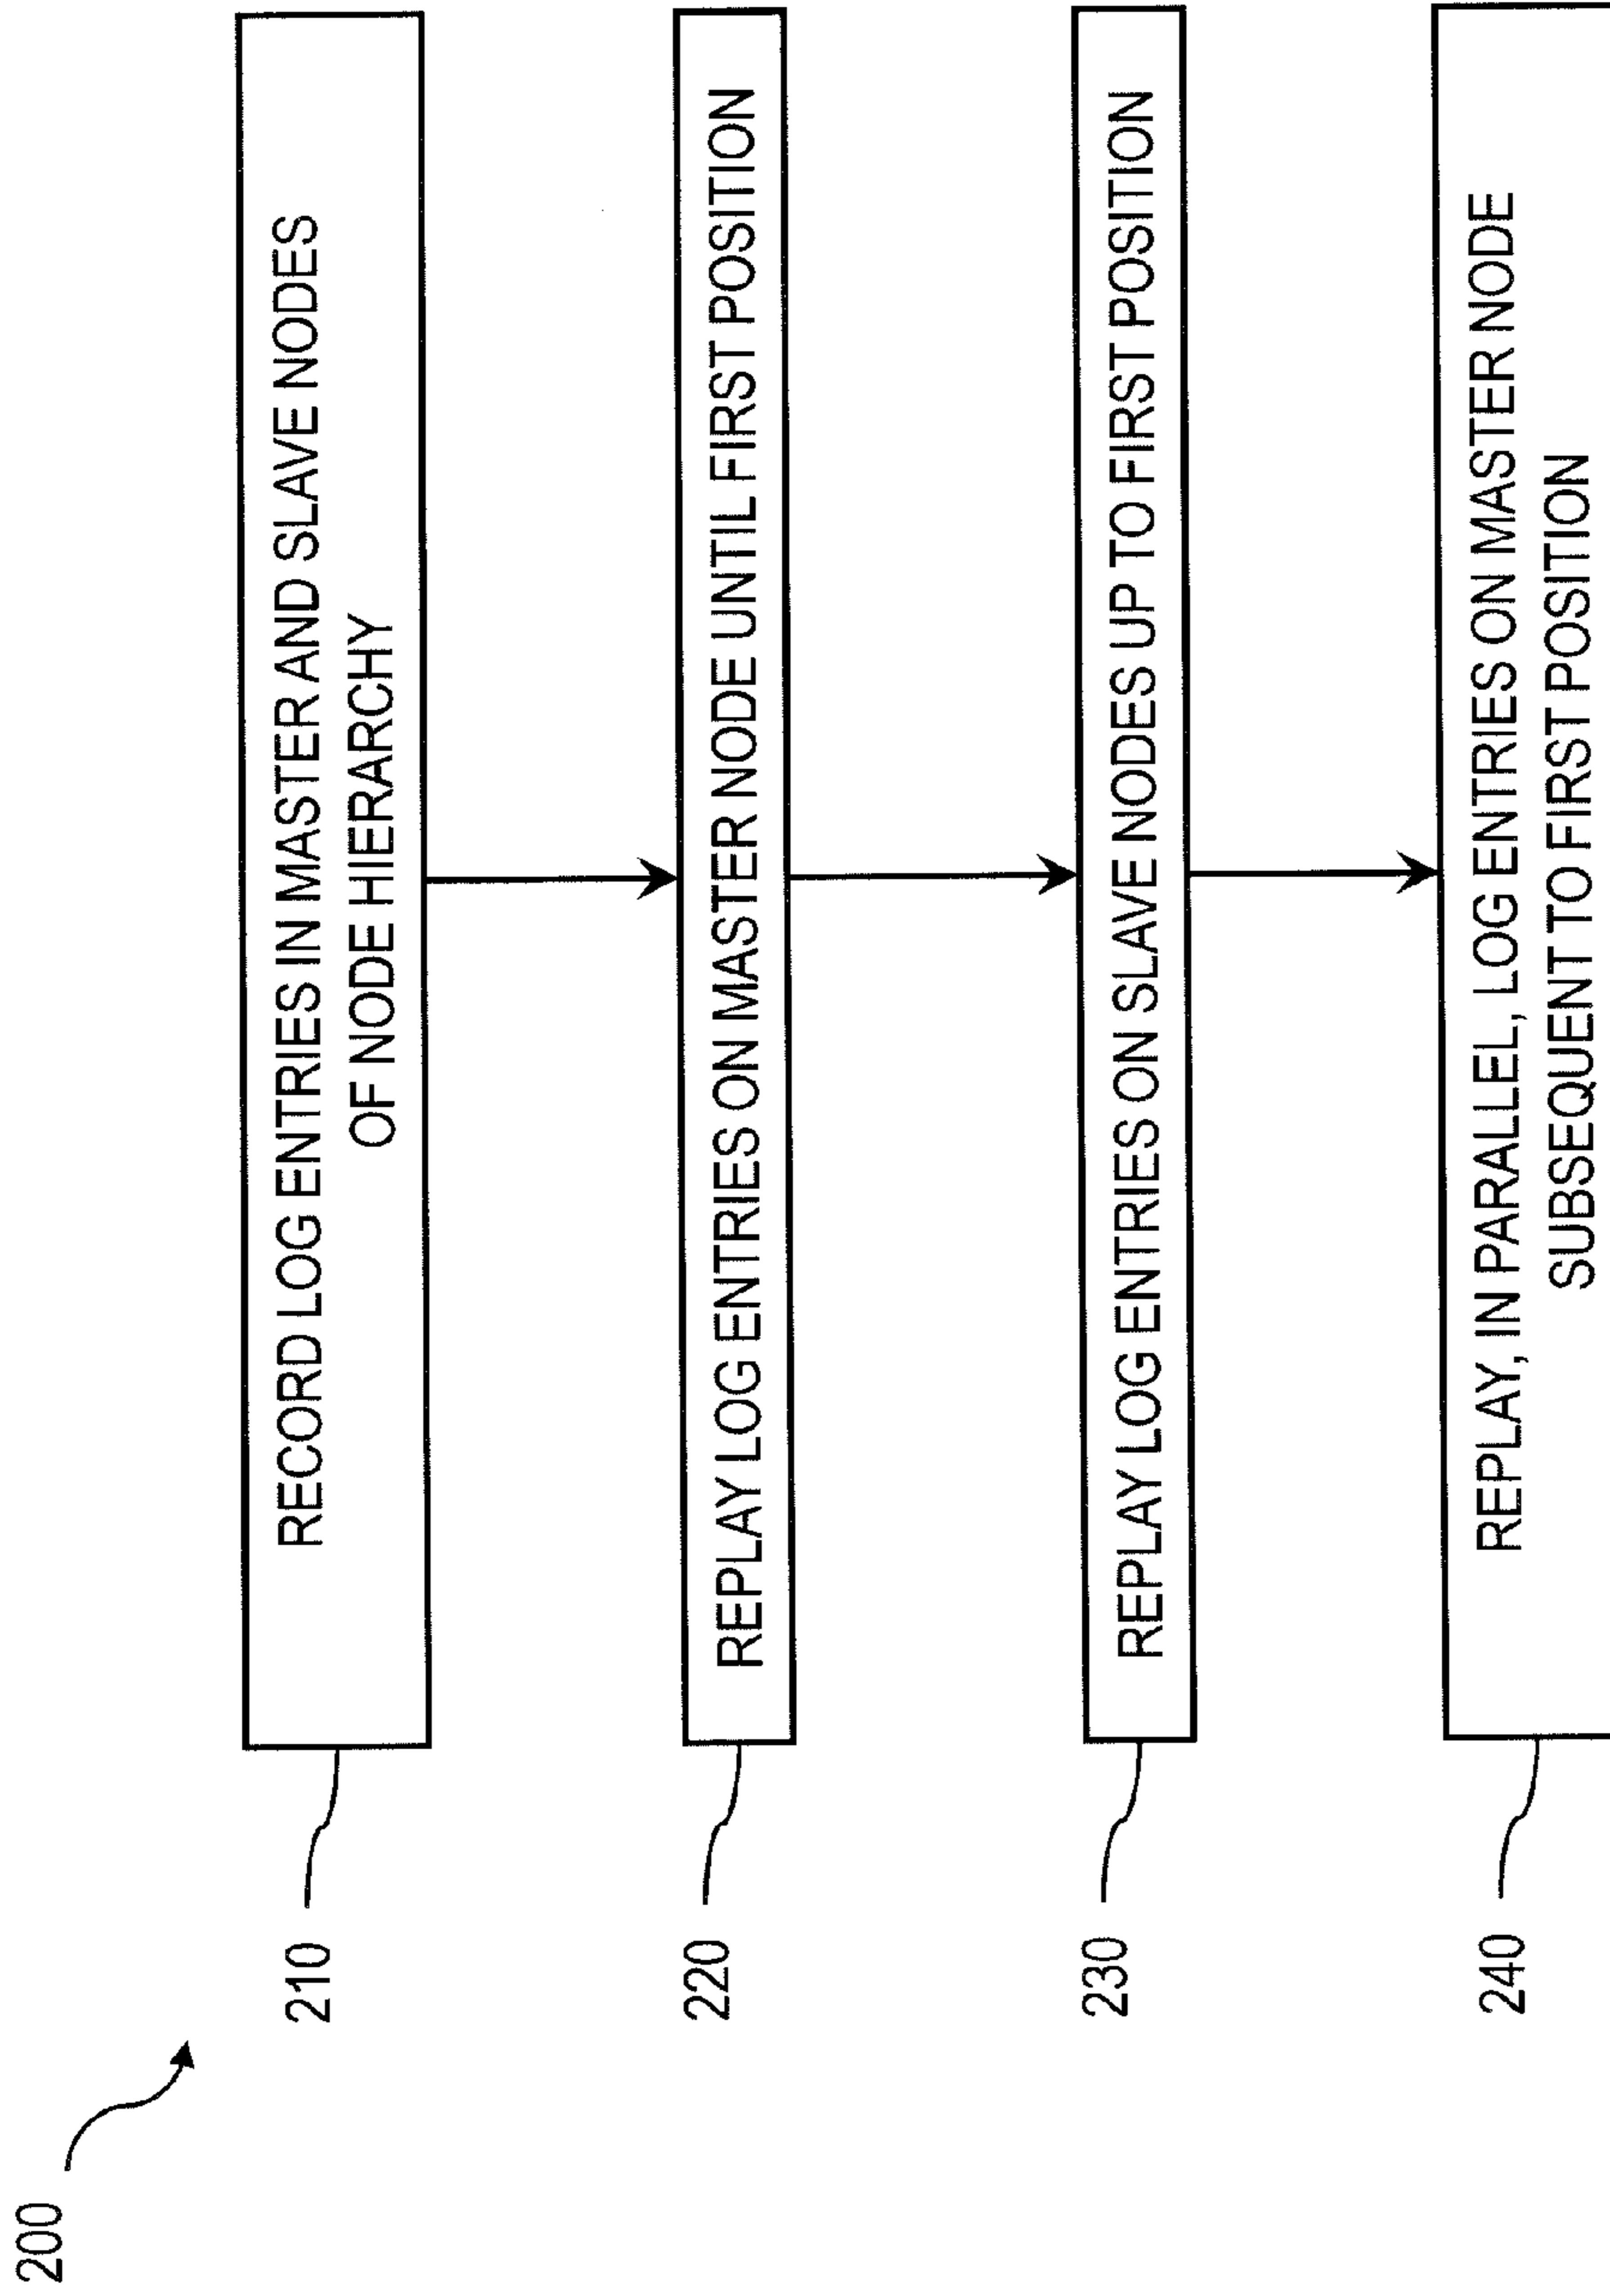 200
210
RECORD LOG ENTRIES IN MASTER AND SLAVE NODES
OF NODE HIERARCHY
220
REPLAY LOG ENTRIES ON MASTER NODE UNTIL FIRST POSITION
230
REPLAY LOG ENTRIES ON SLAVE NODES UP TO FIRST POSITION
240
REPLAY, IN PARALLEL, LOG ENTRIES ON MASTER NODE
SUBSEQUENT TO FIRST POSITION